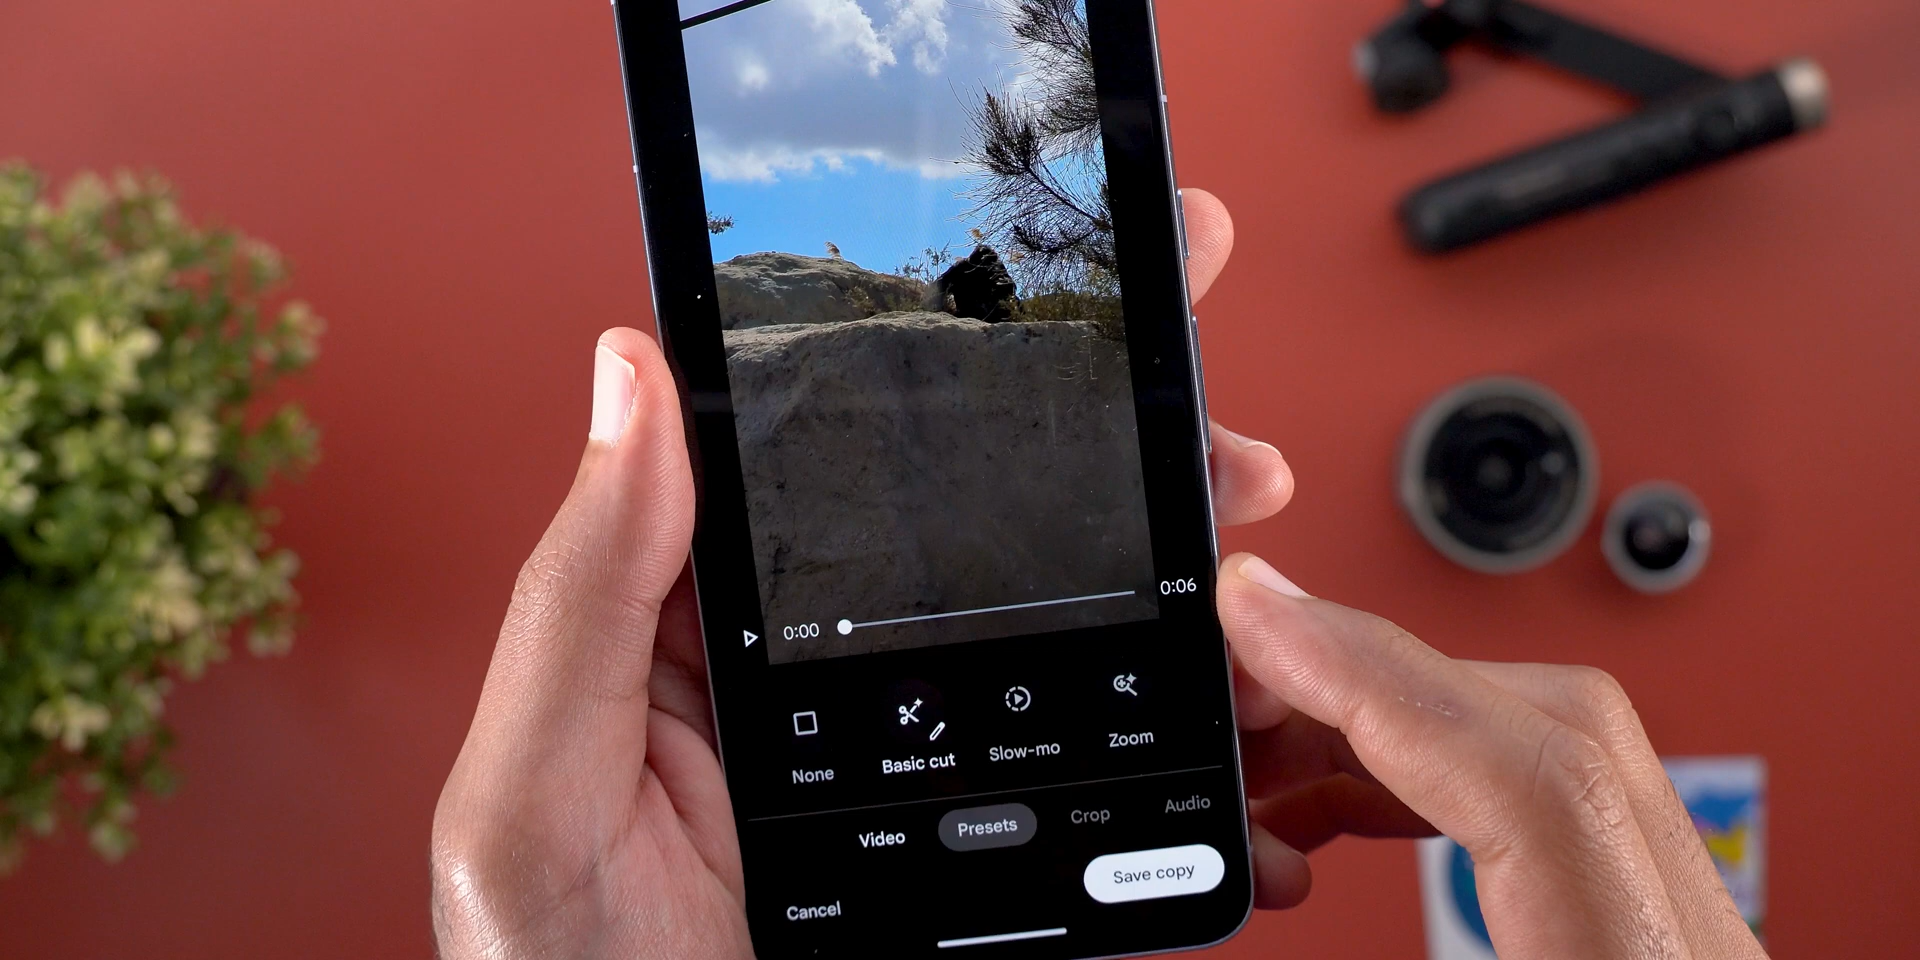 0:00
0:06
None
Basic cut
Slow-mo
Zoom
Video
Presets
Crop
Audio
Save copy
Cancel